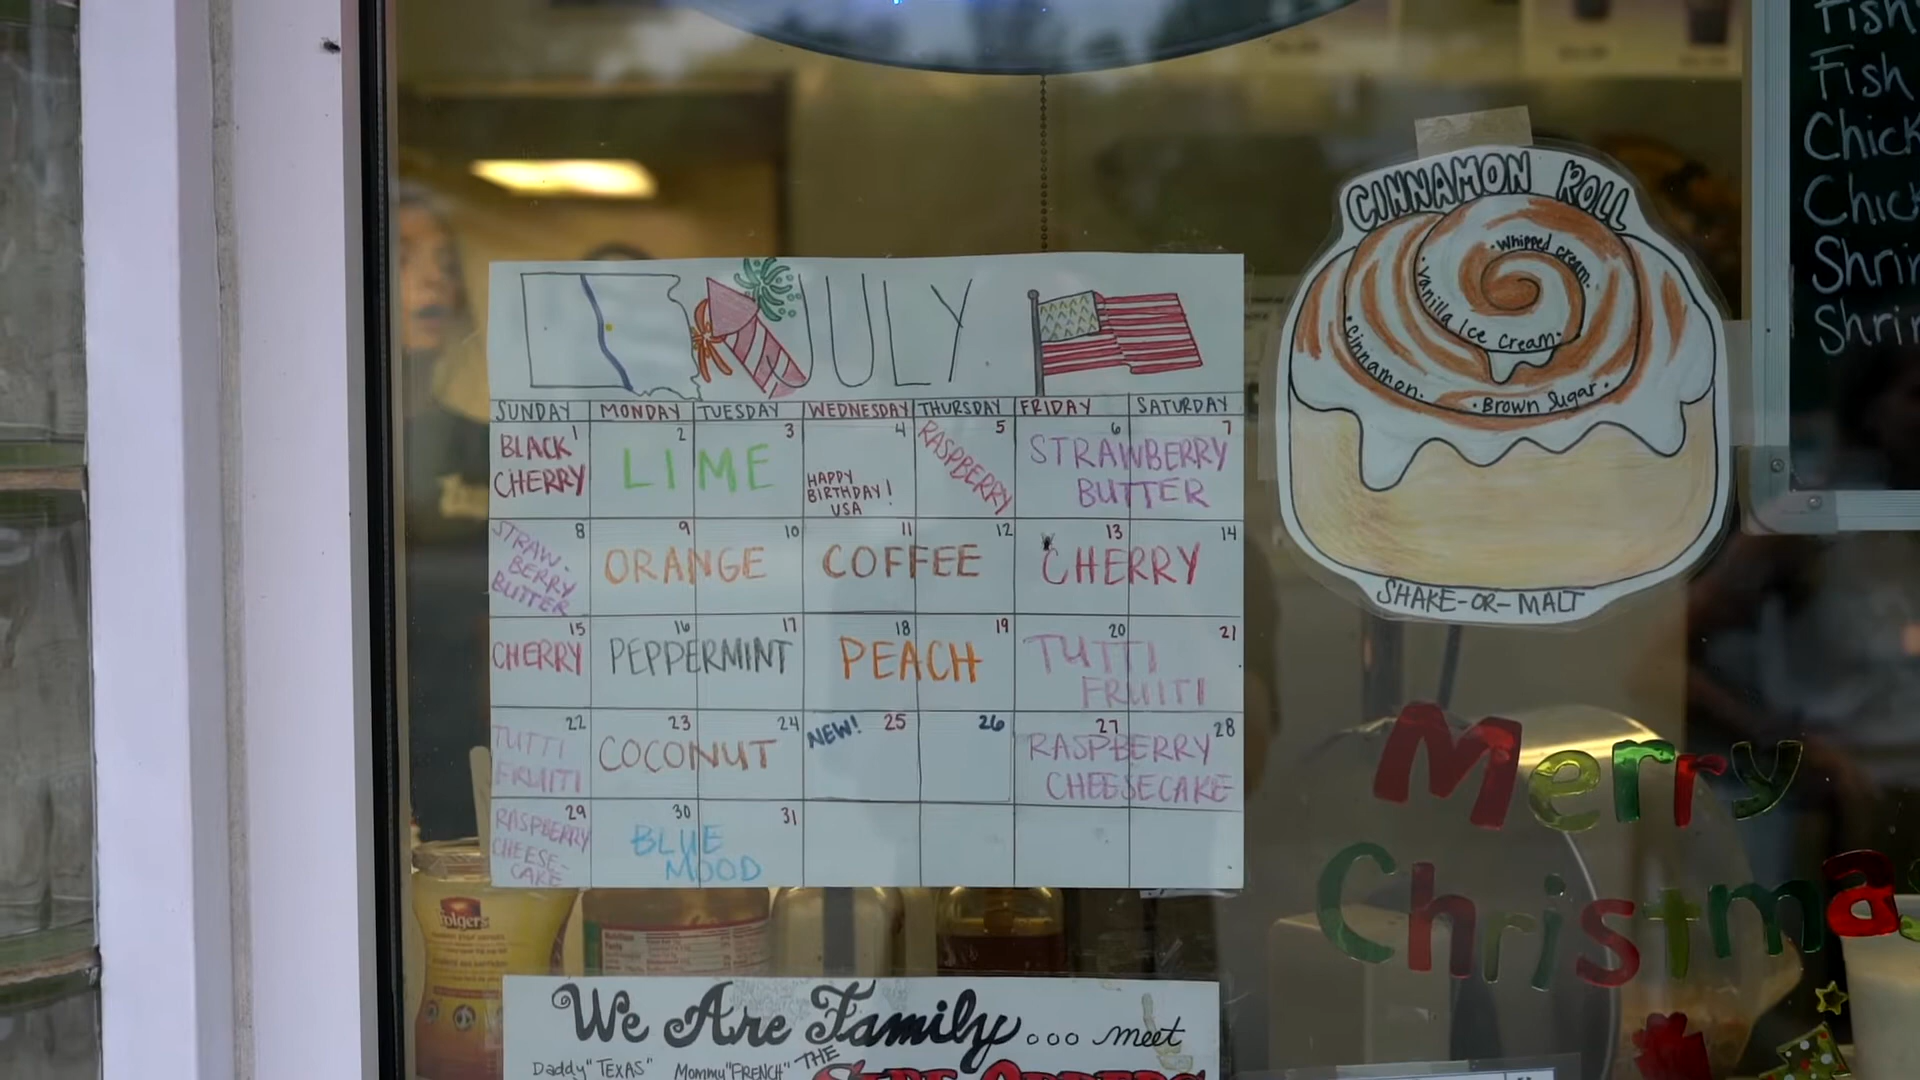 Fish
Fish
Chick
Chic
Shri
Shri
CINNAMON ROLL
Whipped cream
Vanilla Ice cream
Cinnamon
Brown Sugar
SHAKE-OR-MALT
JULY
SUNDAY MONDAY TUESDAY WEDNESDAY THURSDAY FRIDAY SATURDAY
1 2 3 4 5 6 7
BLACK CHERRY
LIME
HAPPY BIRTHDAY! USA
RASPBERRY
STRAWBERRY BUTTER
8 9 10 11 12 13 14
STRAW-BERRY BUTTER
ORANGE
COFFEE
CHERRY
15 16 17 18 19 20 21
CHERRY
PEPPERMINT
PEACH
TUTTI FRUITI
22 23 24 25 26 27 28
TUTTI FRUITI
COCONUT
NEW!
RASPBERRY CHEESECAKE
29 30 31
RASPBERRY CHEESE-CAKE
BLUE MOOD
Merry
Christma
Folgers
We Are Family... meet
Daddy "TEXAS" Mommy "FRENCH" THE